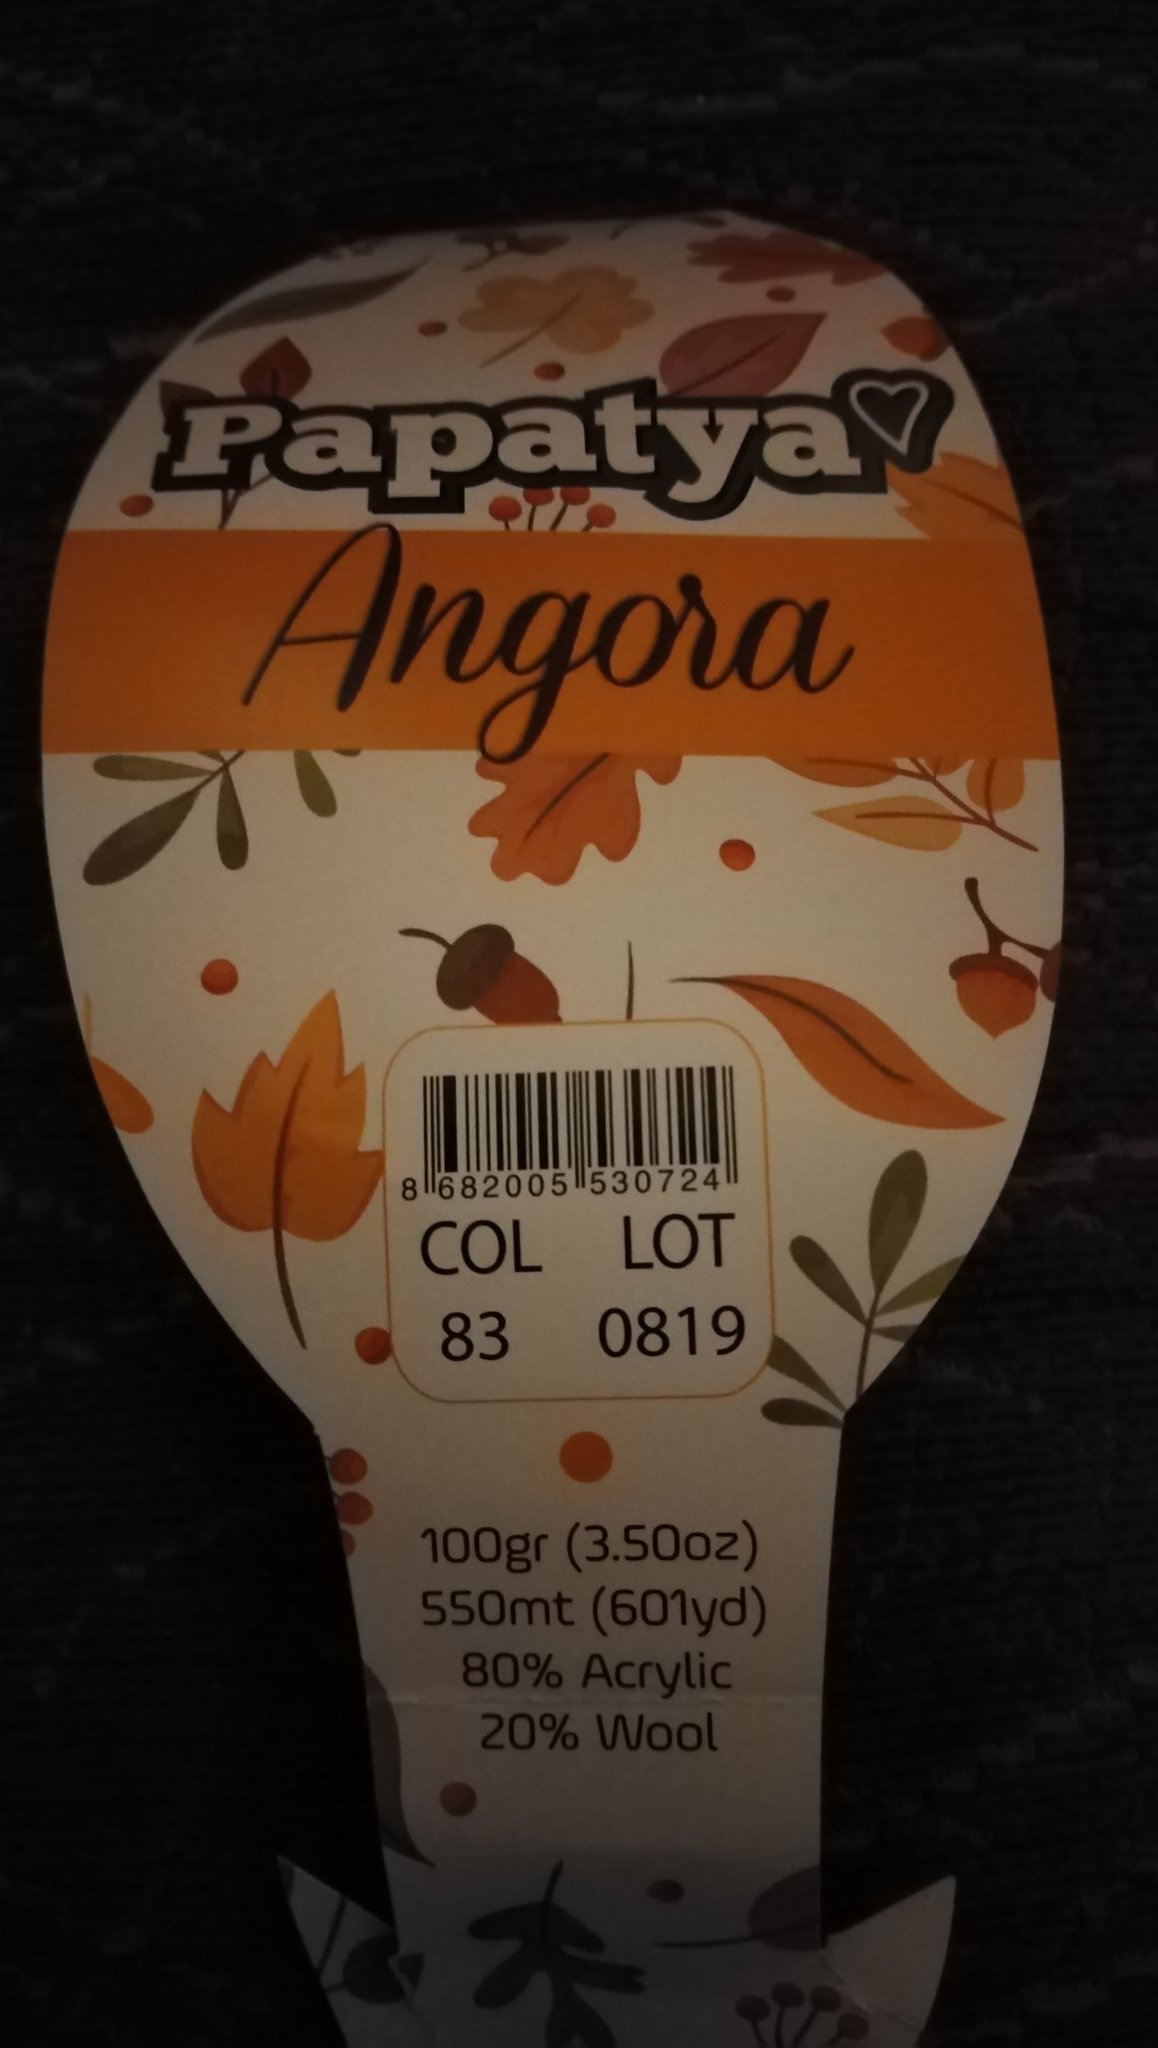 Papatya
Angora
8 682005 530724
COL LOT
83 0819
100gr (3.50oz)
550mt (601yd)
80% Acrylic
20% Wool